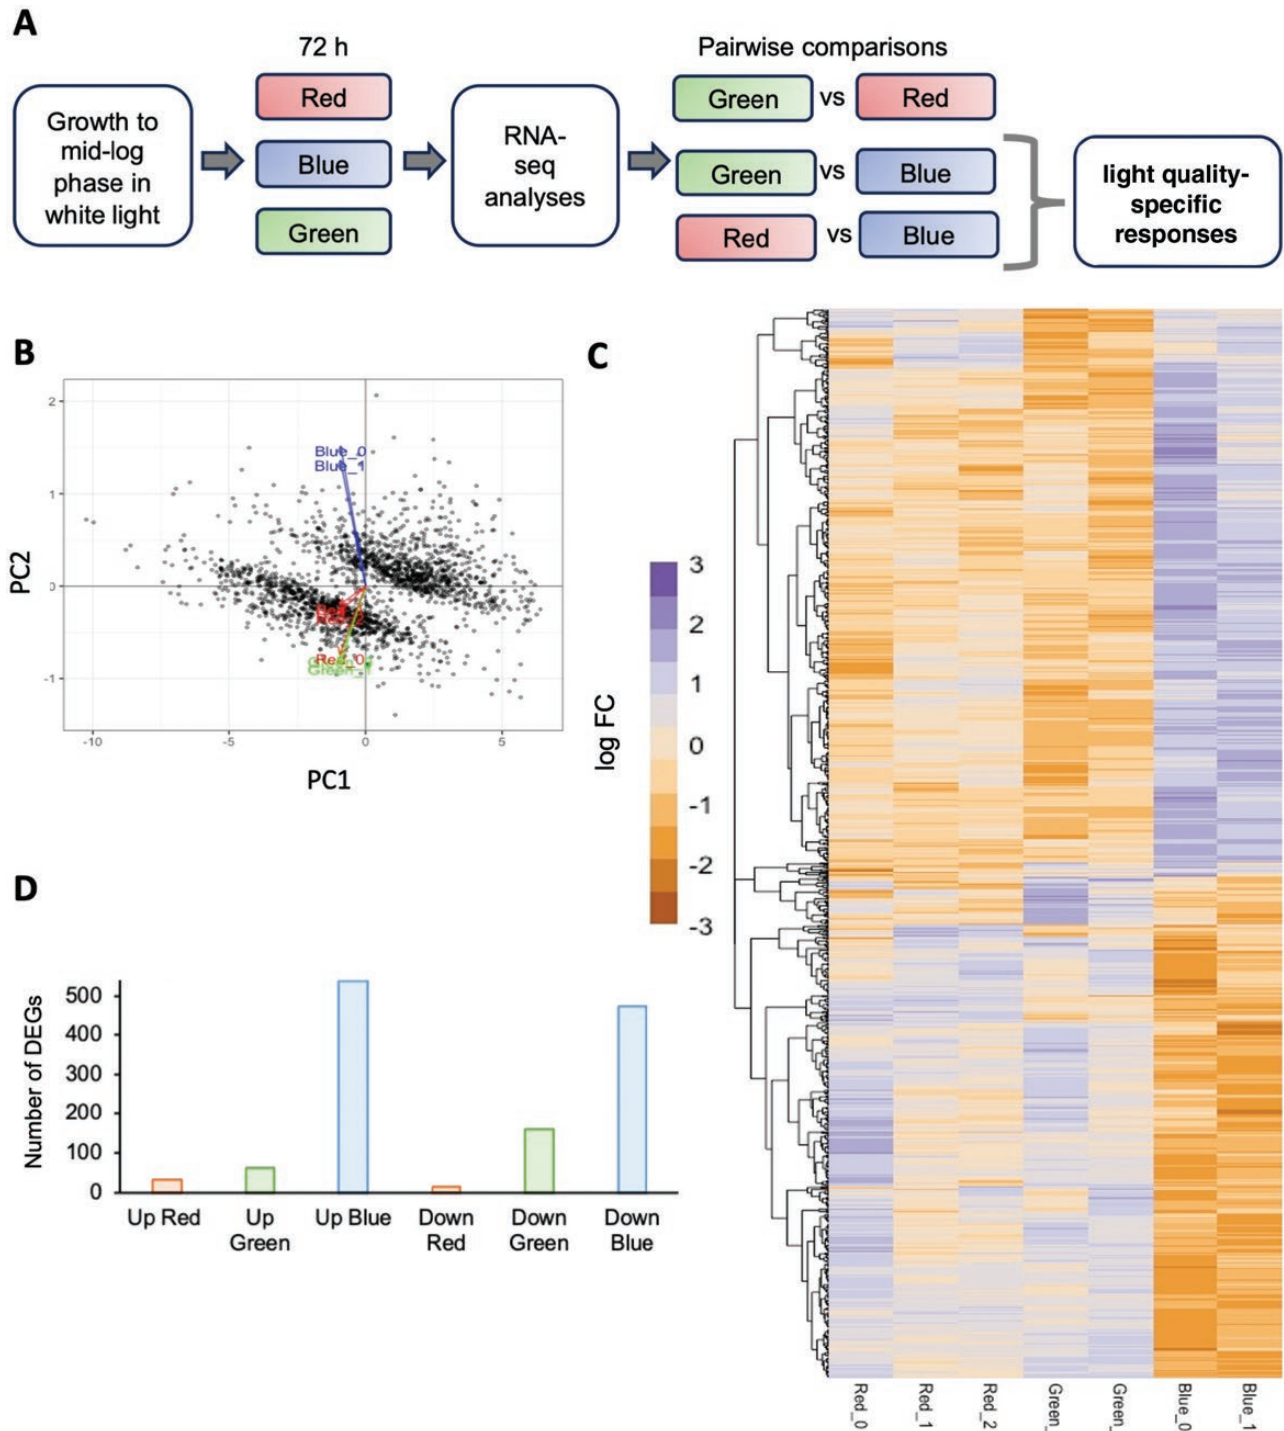 A
72 h
Pairwise comparisons
Growth to
mid-log
phase in
white light
Red
Blue
Green
RNA-
seq
analyses
Green vs Red
Green vs Blue
Red vs Blue
light quality-
specific
responses
B
2
1
0
-1
-10 -5 0 5
PC2
PC1
Blue_0
Blue_1
Red_0
Green_1
C
3
2
1
0
-1
-2
-3
log FC
Red_0
Red_1
Red_2
Green_
Green_
Blue_0
Blue_1
D
Number of DEGs
500
400
300
200
100
0
Up Red
Up
Green
Up Blue
Down
Red
Down
Green
Down
Blue